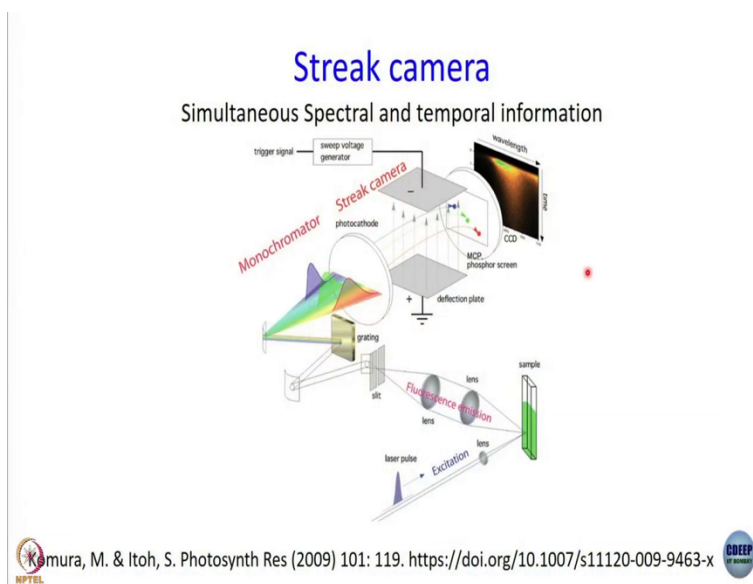 Streak camera
Simultaneous Spectral and temporal information
trigger signal
sweep voltage
generator
wavelength
time
Streak camera
photocathode
Monochromator
CCD
MCP
phosphor screen
deflection plate
grating
sample
lens
slit
Fluorescence emission
lens
lens
laser pulse
Excitation
Komura, M. & Itoh, S. Photosynth Res (2009) 101: 119. https://doi.org/10.1007/s11120-009-9463-x
NPTEL
CDEEP
IIT BOMBAY